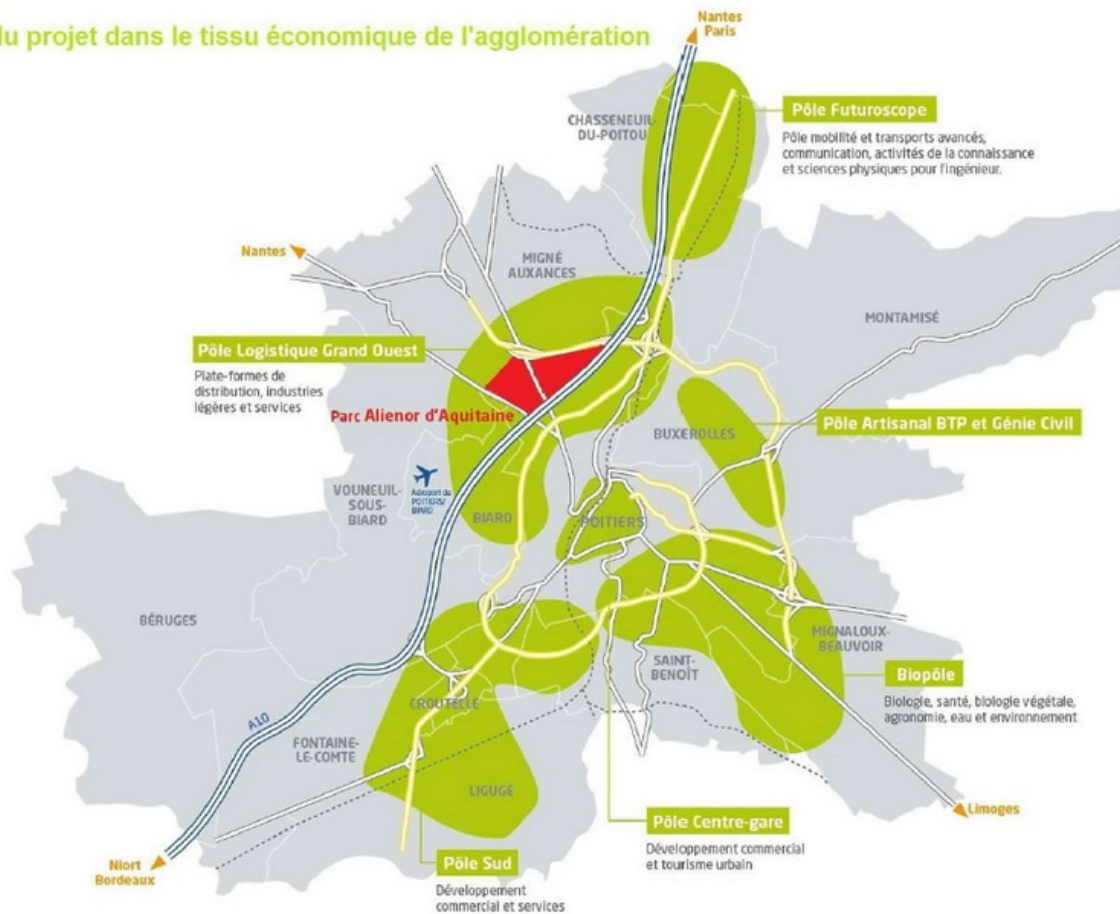 du projet dans le tissu économique de l'agglomération
Nantes
Paris
CHASSENEUIL-
DU-POITOU
Pôle Futuroscope
Pôle mobilité et transports avancés,
communication, activités de la connaissance
et sciences physiques pour l'ingénieur.
Nantes
MIGNÉ
AUXANCES
MONTAMISÉ
Pôle Logistique Grand Ouest
Plate-formes de
distribution, industries
légères et services
Parc Alienor d'Aquitaine
BUXEROLLES
Pôle Artisanal BTP et Génie Civil
VOUNEUIL-
SOUS-
BIARD
Aéroport de
POITIERS/
BIARD
BIARD
POITIERS
BÉRUGES
MIGNALOUX-
BEAUVOIR
SAINT-
BENOÎT
Biopôle
Biologie, santé, biologie végétale,
agronomie, eau et environnement
CROUTELLE
A10
FONTAINE-
LE-COMTE
LIGUGÉ
Limoges
Pôle Centre-gare
Développement commercial
et tourisme urbain
Niort
Bordeaux
Pôle Sud
Développement
commercial et services